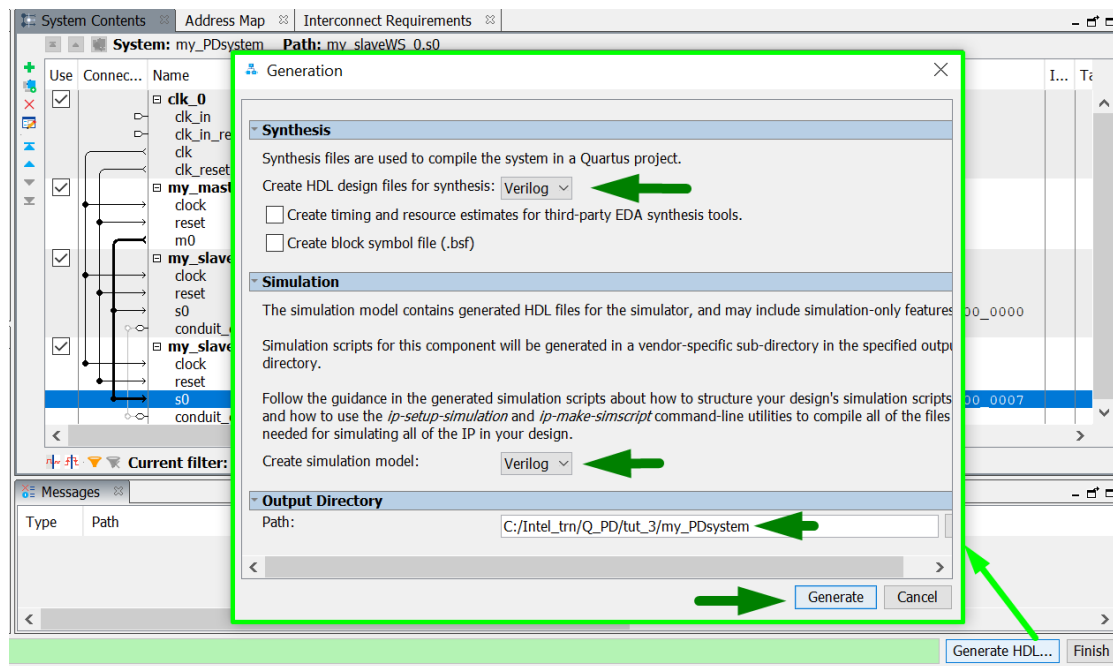 System Contents Address Map Interconnect Requirements
System: my_PDsystem Path: my_slaveWS_0.s0
Use Connec... Name I...
clk_0
clk_in
clk_in_re
clk
clk_reset
my_mast
clock
reset
m0
my_slave
clock
reset
s0 00_0000
conduit_
my_slave
clock
reset
s0 00_0007
conduit_
Current filter:
Messages
Type Path
Generation
Synthesis
Synthesis files are used to compile the system in a Quartus project.
Create HDL design files for synthesis: Verilog
Create timing and resource estimates for third-party EDA synthesis tools.
Create block symbol file (.bsf)
Simulation
The simulation model contains generated HDL files for the simulator, and may include simulation-only features
Simulation scripts for this component will be generated in a vendor-specific sub-directory in the specified outpu
directory.
Follow the guidance in the generated simulation scripts about how to structure your design's simulation scripts
and how to use the ip-setup-simulation and ip-make-simscript command-line utilities to compile all of the files
needed for simulating all of the IP in your design.
Create simulation model: Verilog
Output Directory
Path: C:/Intel_trn/Q_PD/tut_3/my_PDsystem
Generate Cancel
Generate HDL... Finish